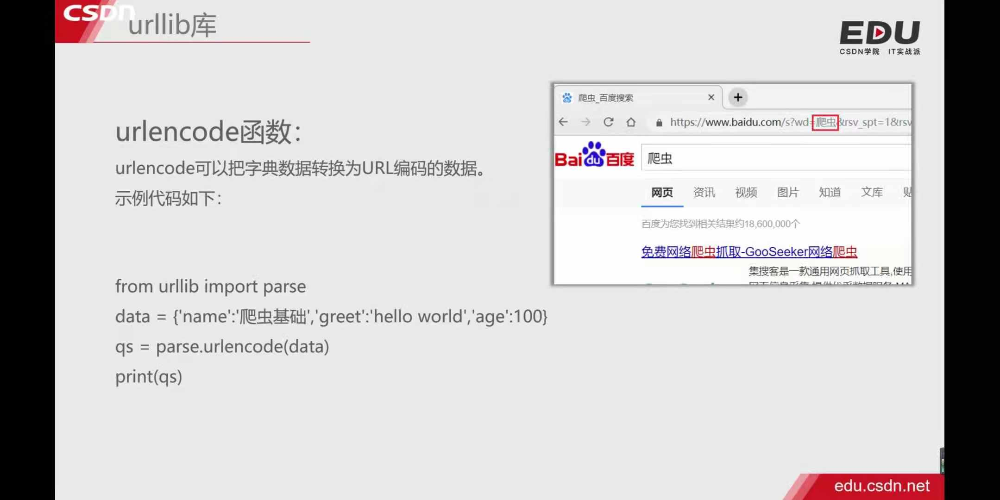 CSDN
urllib库
EDU
CSDN学院 IT实战派
urlencode函数：
urlencode可以把字典数据转换为URL编码的数据。
示例代码如下：
from urllib import parse
data = {'name':'爬虫基础','greet':'hello world','age':100}
qs = parse.urlencode(data)
print(qs)
爬虫_百度搜索
https://www.baidu.com/s?wd=爬虫&rsv_spt=1&rsv
Bai du 百度
爬虫
网页 资讯 视频 图片 知道 文库 贴
百度为您找到相关结果约18,600,000个
免费网络爬虫抓取-GooSeeker网络爬虫
集搜客是一款通用网页抓取工具,使用
edu.csdn.net